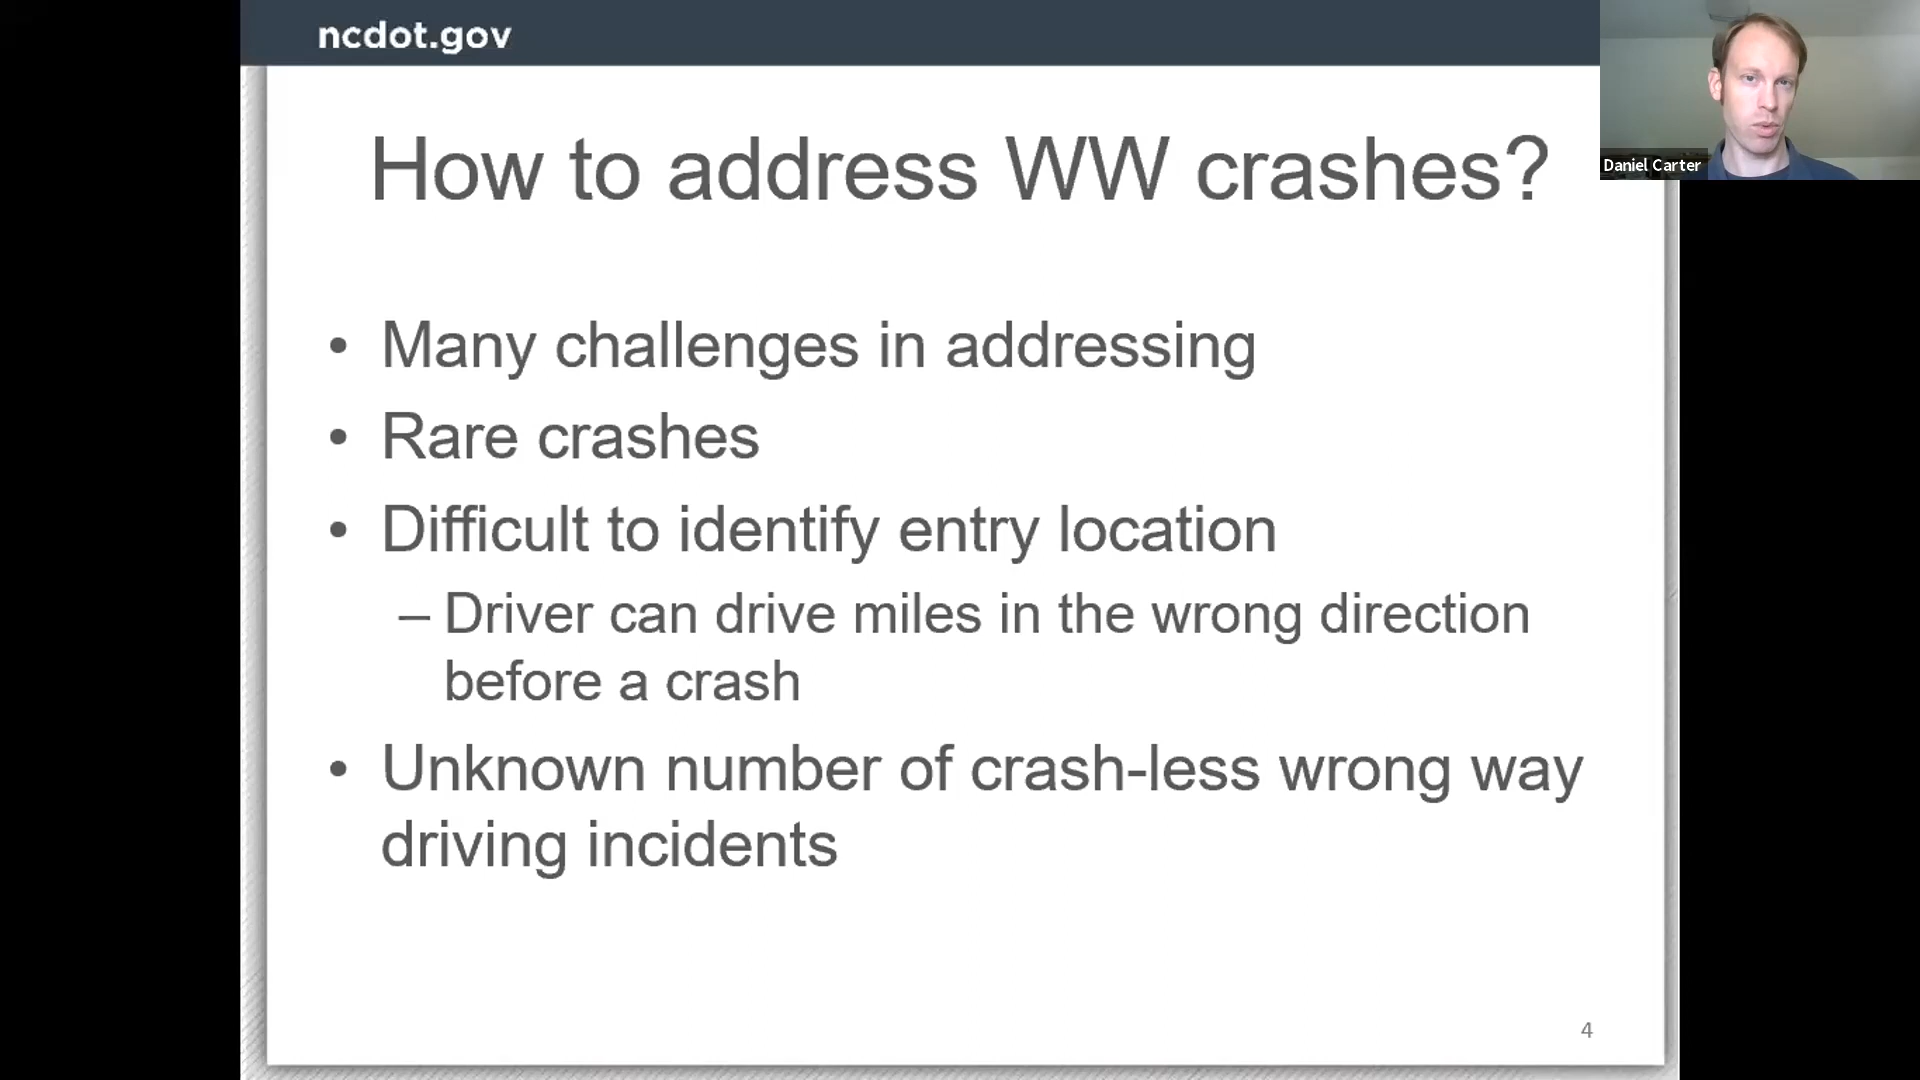 ncdot.gov
Daniel Carter
How to address WW crashes?
• Many challenges in addressing
• Rare crashes
• Difficult to identify entry location
– Driver can drive miles in the wrong direction
before a crash
• Unknown number of crash-less wrong way
driving incidents
4